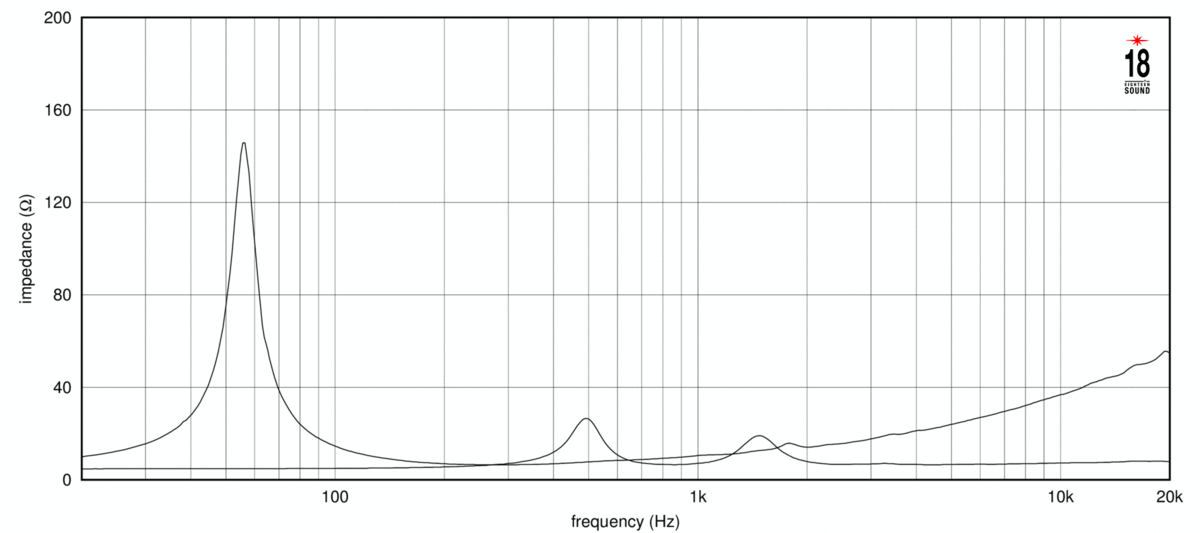 200
18
EIGHTEEN
SOUND
160
120
impedance (Ω)
80
40
0
100
1k
10k
20k
frequency (Hz)